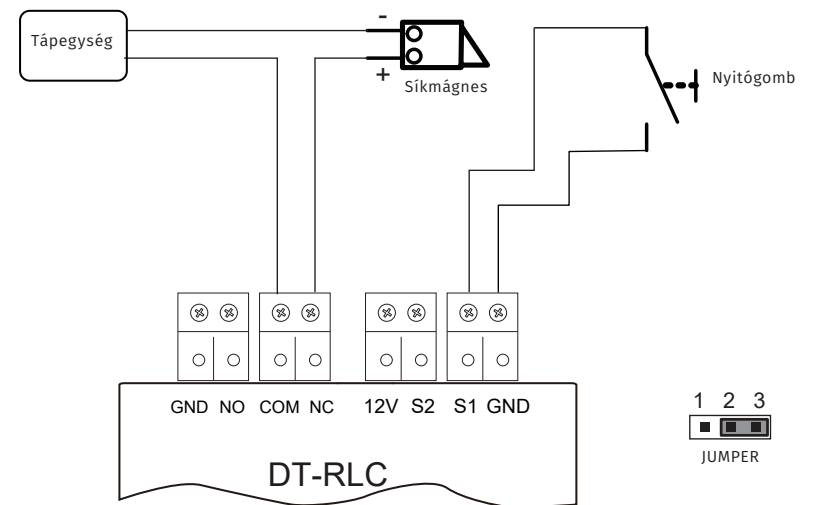 Tápegység
-
+
Síkmágnes
Nyitógomb
GND NO COM NC 12V S2 S1 GND
DT-RLC
1 2 3
JUMPER